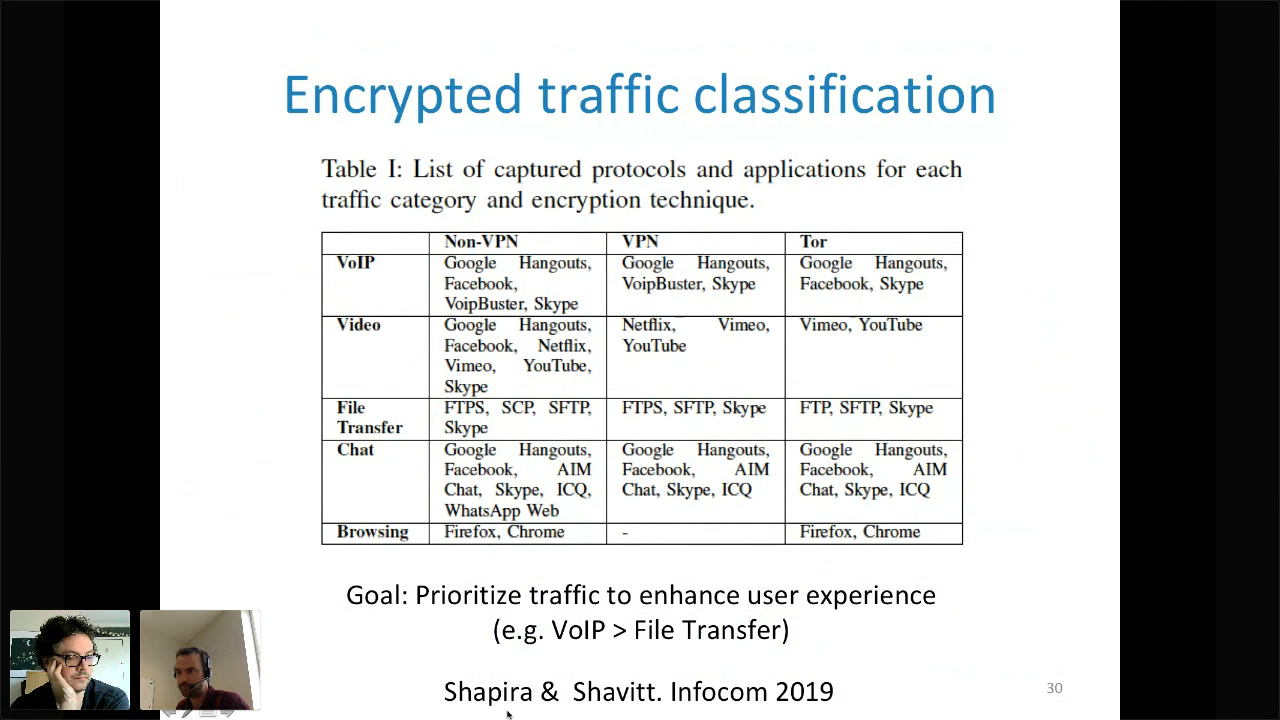 Encrypted traffic classification
Table I: List of captured protocols and applications for each
traffic category and encryption technique.
Non-VPN VPN Tor
VoIP Google Hangouts, Google Hangouts, Google Hangouts,
Facebook, VoipBuster, Skype Facebook, Skype
VoipBuster, Skype
Video Google Hangouts, Netflix, Vimeo, Vimeo, YouTube
Facebook, Netflix, YouTube
Vimeo, YouTube,
Skype
File FTPS, SCP, SFTP, FTPS, SFTP, Skype FTP, SFTP, Skype
Transfer Skype
Chat Google Hangouts, Google Hangouts, Google Hangouts,
Facebook, AIM Facebook, AIM Facebook, AIM
Chat, Skype, ICQ, Chat, Skype, ICQ Chat, Skype, ICQ
WhatsApp Web
Browsing Firefox, Chrome - Firefox, Chrome
Goal: Prioritize traffic to enhance user experience
(e.g. VoIP > File Transfer)
Shapira & Shavitt. Infocom 2019
30